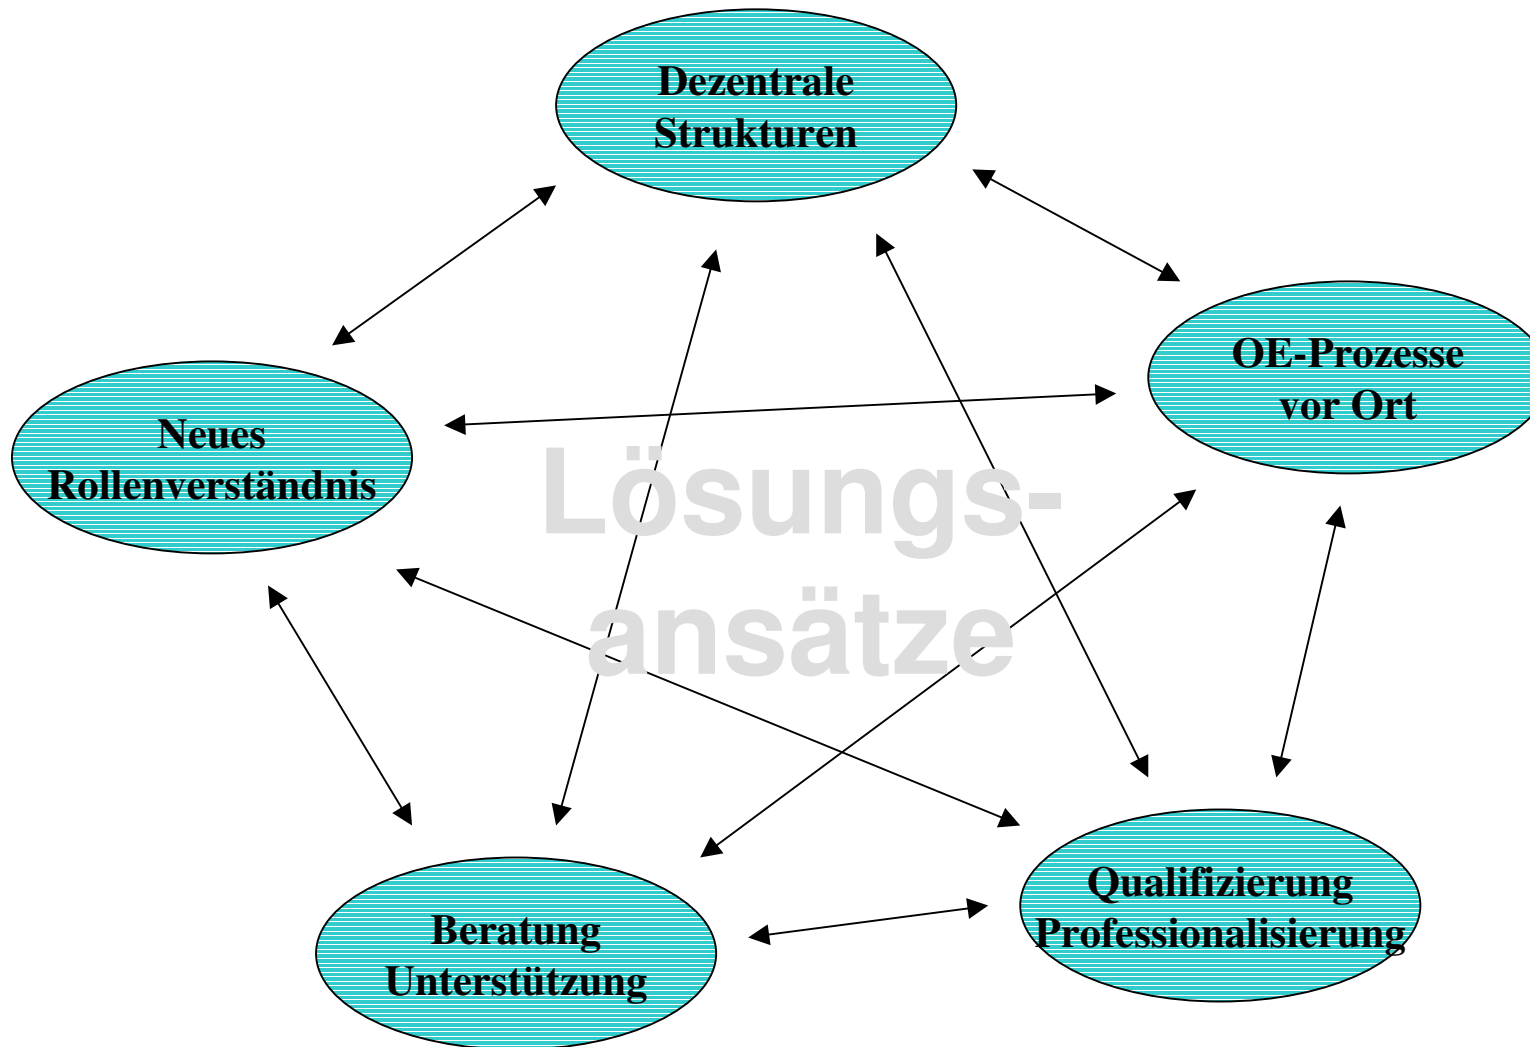 Dezentrale
Strukturen
OE-Prozesse
vor Ort
Neues
Rollenverständnis
Lösungs-
ansätze
Qualifizierung
Professionalisierung
Beratung
Unterstützung